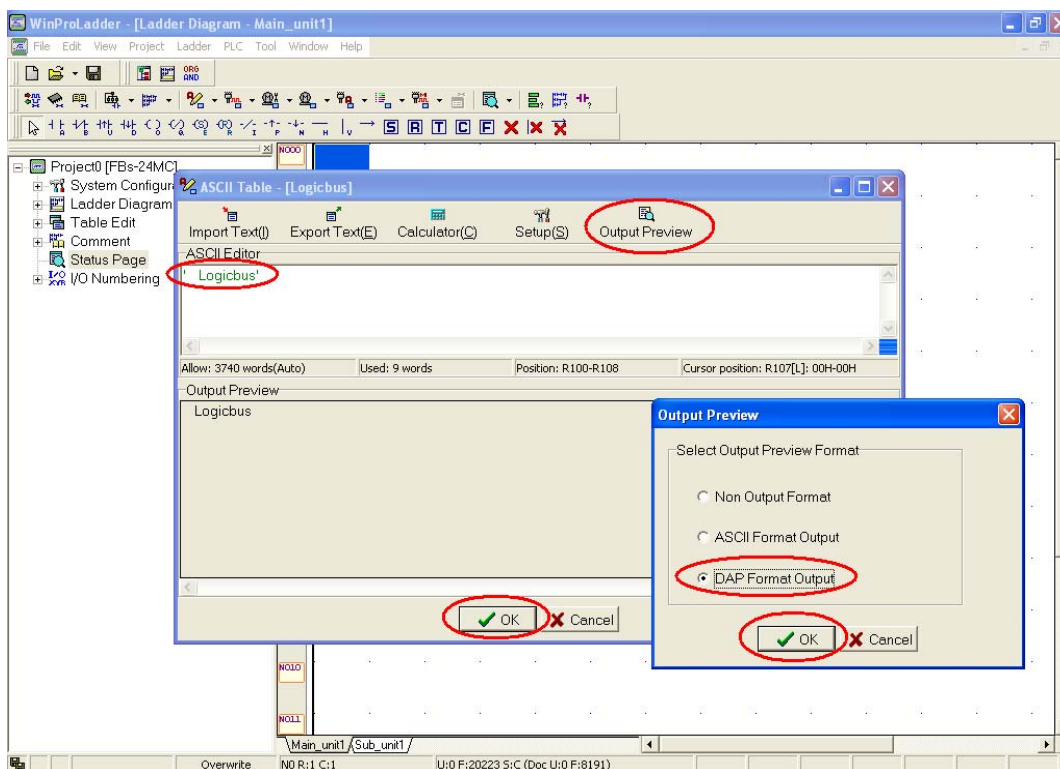 WinProLadder - [Ladder Diagram - Main_unit1]
File Edit View Project Ladder PLC Tool Window Help
ORG
AND
S R T C F
Project0 [FBs-24MC]
System Configur
Ladder Diagram
Table Edit
Comment
Status Page
I/O Numbering
N000
ASCII Table - [Logicbus]
Import Text(I) Export Text(E) Calculator(C) Setup(S) Output Preview
ASCII Editor
' Logicbus'
Allow: 3740 words(Auto) Used: 9 words Position: R100-R108 Cursor position: R107[L]: 00H-00H
Output Preview
Logicbus
OK Cancel
Output Preview
Select Output Preview Format
Non Output Format
ASCII Format Output
DAP Format Output
OK Cancel
N010
N011
Main_unit1 Sub_unit1
Overwrite N0 R:1 C:1 U:0 F:20223 S:C (Doc U:0 F:8191)